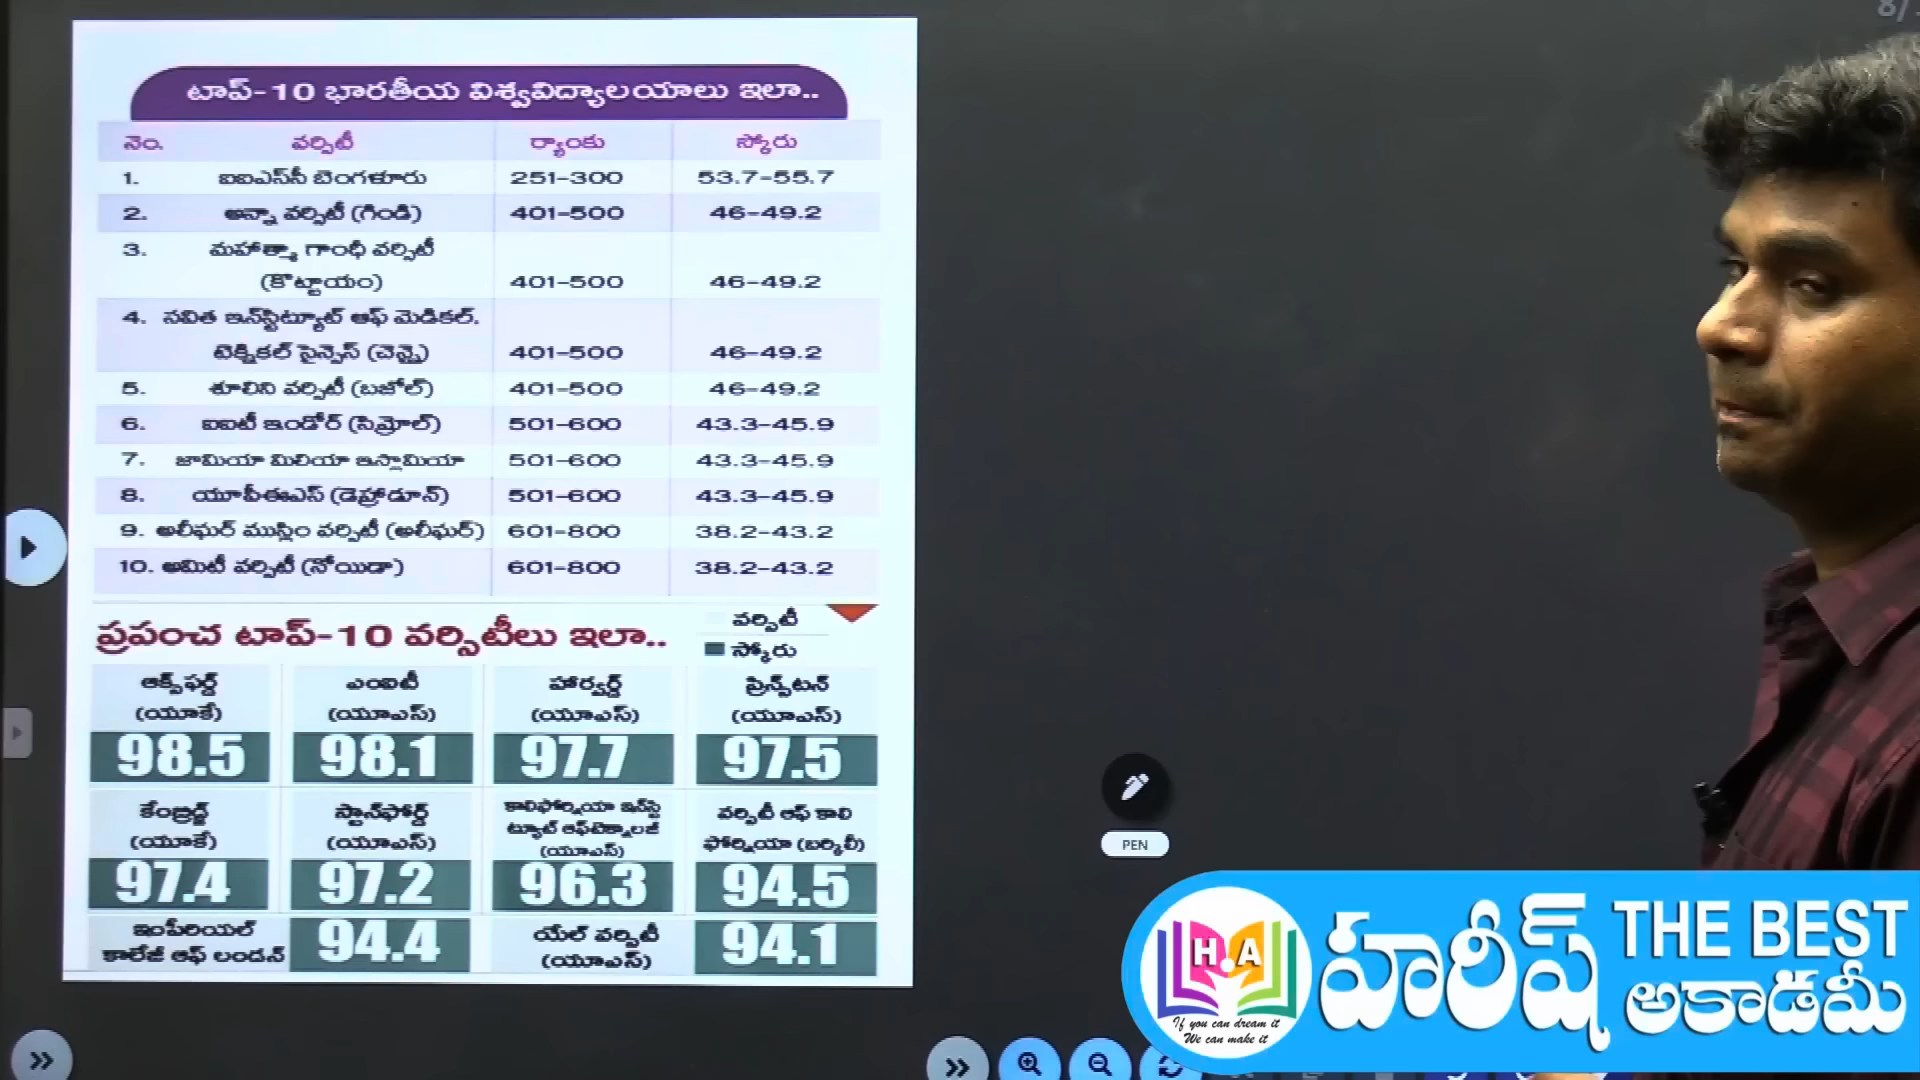 8/
టాప్-10 భారతీయ విశ్వవిద్యాలయాలు ఇలా..
నెం. వర్సిటీ ర్యాంకు స్కోరు
1. ఐఐఎస్‌సీ బెంగళూరు 251-300 53.7-55.7
2. అన్నా వర్సిటీ (గిండి) 401-500 46-49.2
3. మహాత్మా గాంధీ వర్సిటీ
(కొట్టాయం) 401-500 46-49.2
4. సవిత ఇన్‌స్టిట్యూట్ ఆఫ్ మెడికల్,
టెక్నికల్ సైన్సెస్ (చెన్నై) 401-500 46-49.2
5. శూలిని వర్సిటీ (బజోల్) 401-500 46-49.2
6. ఐఐటీ ఇండోర్ (సిమ్రోల్) 501-600 43.3-45.9
7. జామియా మిలియా ఇస్లామియా 501-600 43.3-45.9
8. యూపీఈఎస్ (డెహ్రాడూన్) 501-600 43.3-45.9
9. అలీఘర్ ముస్లిం వర్సిటీ (అలీఘర్) 601-800 38.2-43.2
10. అమిటీ వర్సిటీ (నోయిడా) 601-800 38.2-43.2
ప్రపంచ టాప్-10 వర్సిటీలు ఇలా..
వర్సిటీ
స్కోరు
ఆక్స్‌ఫర్డ్
(యూకే)
98.5
ఎంఐటీ
(యూఎస్)
98.1
హార్వర్డ్
(యూఎస్)
97.7
ప్రిన్స్‌టన్
(యూఎస్)
97.5
కేంబ్రిడ్జ్
(యూకే)
97.4
స్టాన్‌ఫోర్డ్
(యూఎస్)
97.2
కాలిఫోర్నియా ఇన్‌స్టి
ట్యూట్ ఆఫ్‌టెక్నాలజీ
(యూఎస్)
96.3
వర్సిటీ ఆఫ్ కాలి
ఫోర్నియా (బర్కిలీ)
94.5
ఇంపీరియల్
కాలేజీ ఆఫ్ లండన్
94.4
యేల్ వర్సిటీ
(యూఎస్)
94.1
PEN
H.A
If you can dream it
We can make it
హరీష్
THE BEST
అకాడమీ